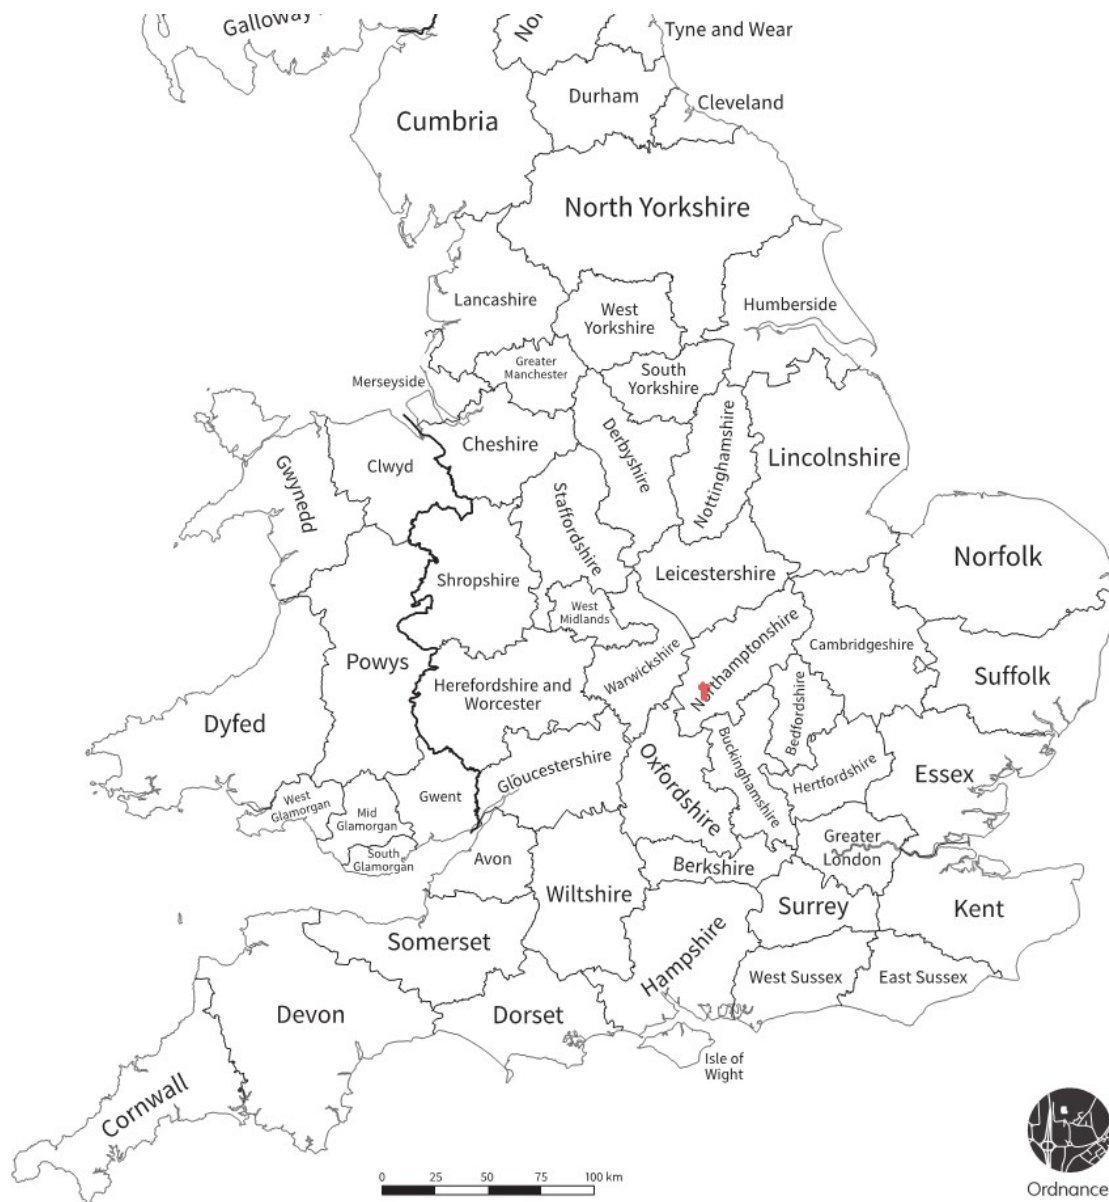 Galloway
Nor
Tyne and Wear
Durham
Cleveland
Cumbria
North Yorkshire
Lancashire
West
Yorkshire
Humberside
Greater
Manchester
South
Yorkshire
Merseyside
Cheshire
Clwyd
Gwynedd
Derbyshire
Nottinghamshire
Lincolnshire
Staffordshire
Norfolk
Shropshire
Leicestershire
West
Midlands
Northamptonshire
Cambridgeshire
Powys
Herefordshire and
Worcester
Warwickshire
Suffolk
Dyfed
Bedfordshire
Buckinghamshire
Oxfordshire
Gloucestershire
Hertfordshire
Essex
West
Glamorgan
Mid
Glamorgan
Gwent
South
Glamorgan
Avon
Greater
London
Berkshire
Wiltshire
Surrey
Kent
Somerset
Hampshire
West Sussex
East Sussex
Devon
Dorset
Isle of
Wight
Cornwall
0 25 50 75 100 km
Ordnance